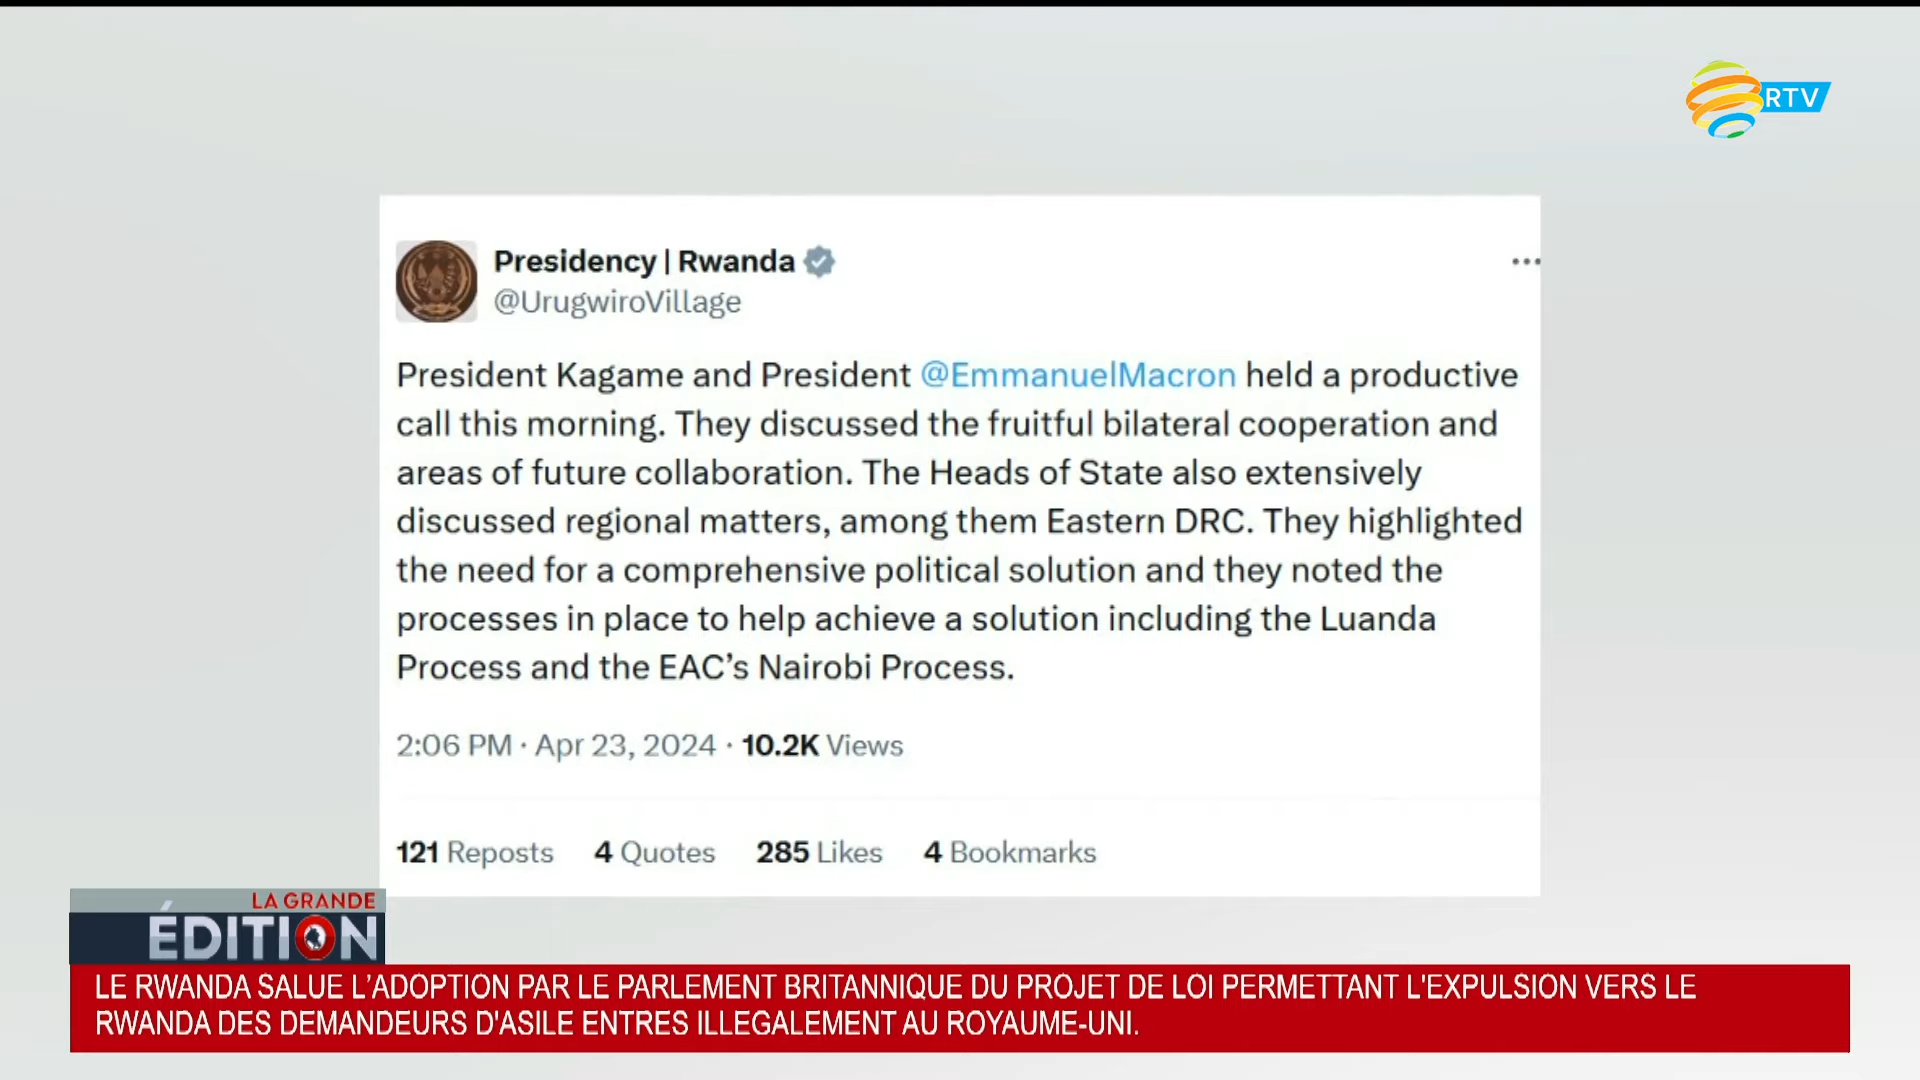 RTV
Presidency | Rwanda
@UrugwiroVillage
President Kagame and President @EmmanuelMacron held a productive
call this morning. They discussed the fruitful bilateral cooperation and
areas of future collaboration. The Heads of State also extensively
discussed regional matters, among them Eastern DRC. They highlighted
the need for a comprehensive political solution and they noted the
processes in place to help achieve a solution including the Luanda
Process and the EAC’s Nairobi Process.
2:06 PM · Apr 23, 2024 · 10.2K Views
121 Reposts 4 Quotes 285 Likes 4 Bookmarks
LA GRANDE
ÉDITION
LE RWANDA SALUE L’ADOPTION PAR LE PARLEMENT BRITANNIQUE DU PROJET DE LOI PERMETTANT L'EXPULSION VERS LE
RWANDA DES DEMANDEURS D'ASILE ENTRES ILLEGALEMENT AU ROYAUME-UNI.